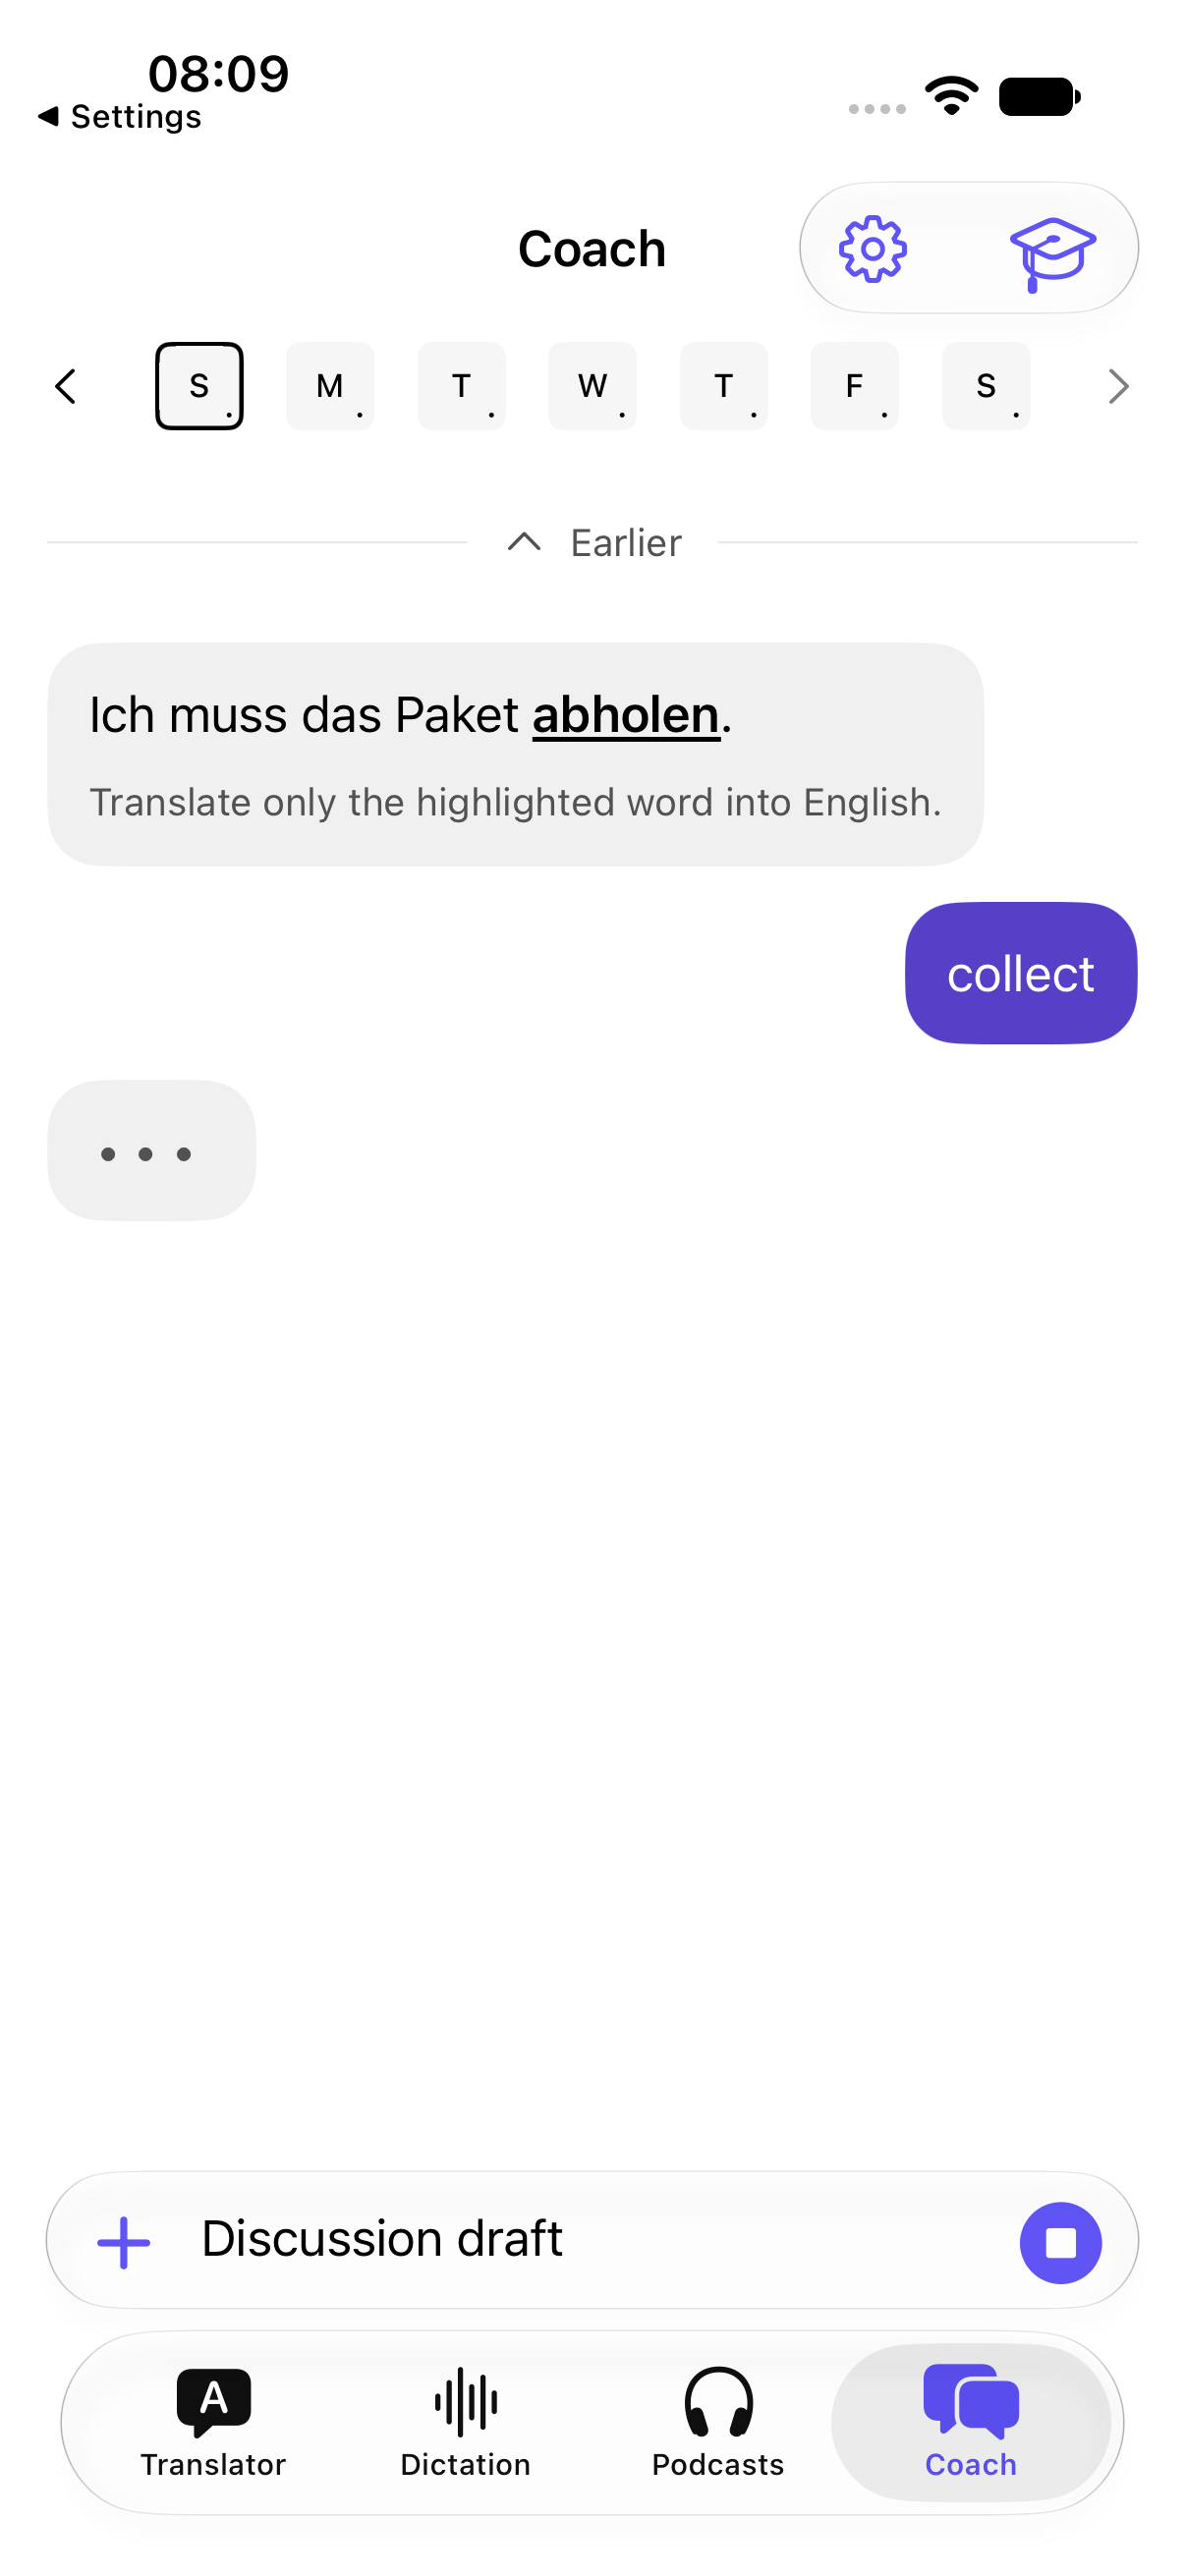 08:09
Settings
Coach
S
M
T
W
T
F
S
Earlier
Ich muss das Paket abholen.
Translate only the highlighted word into English.
collect
Discussion draft
A
Translator
Dictation
Podcasts
Coach